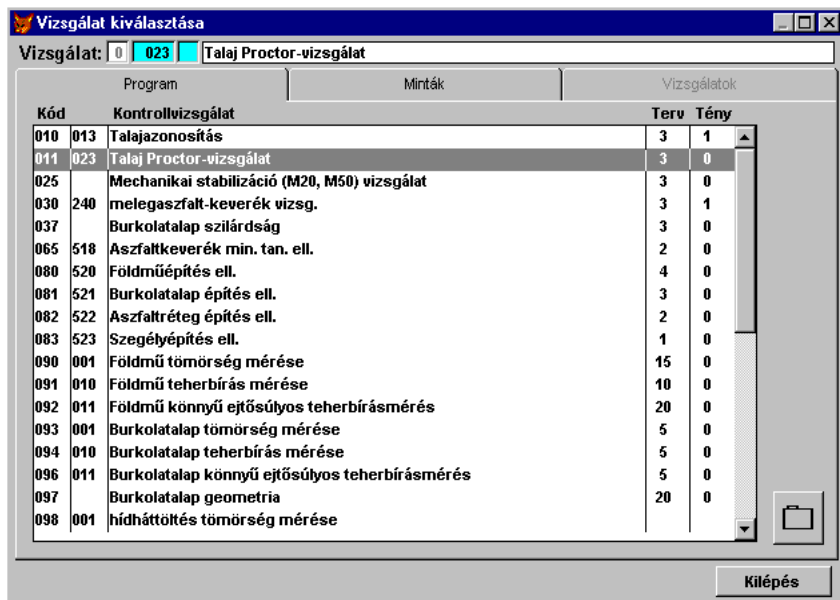 Vizsgálat kiválasztása
Vizsgálat: 0 023 Talaj Proctor-vizsgálat
Program Minták Vizsgálatok
Kód Kontrollvizsgálat Terv Tény
010 013 Talajazonosítás 3 1
011 023 Talaj Proctor-vizsgálat 3 0
025 Mechanikai stabilizáció (M20, M50) vizsgálat 3 0
030 240 melegaszfalt-keverék vizsg. 3 1
037 Burkolatalap szilárdság 3 0
065 518 Aszfaltkeverék min. tan. ell. 2 0
080 520 Földműépítés ell. 4 0
081 521 Burkolatalap építés ell. 3 0
082 522 Aszfaltréteg építés ell. 2 0
083 523 Szegélyépítés ell. 1 0
090 001 Földmű tömörség mérése 15 0
091 010 Földmű teherbírás mérése 10 0
092 011 Földmű könnyű ejtősúlyos teherbírásmérés 20 0
093 001 Burkolatalap tömörség mérése 5 0
094 010 Burkolatalap teherbírás mérése 5 0
096 011 Burkolatalap könnyű ejtősúlyos teherbírásmérés 5 0
097 Burkolatalap geometria 20 0
098 001 hídháttöltés tömörség mérése
Kilépés